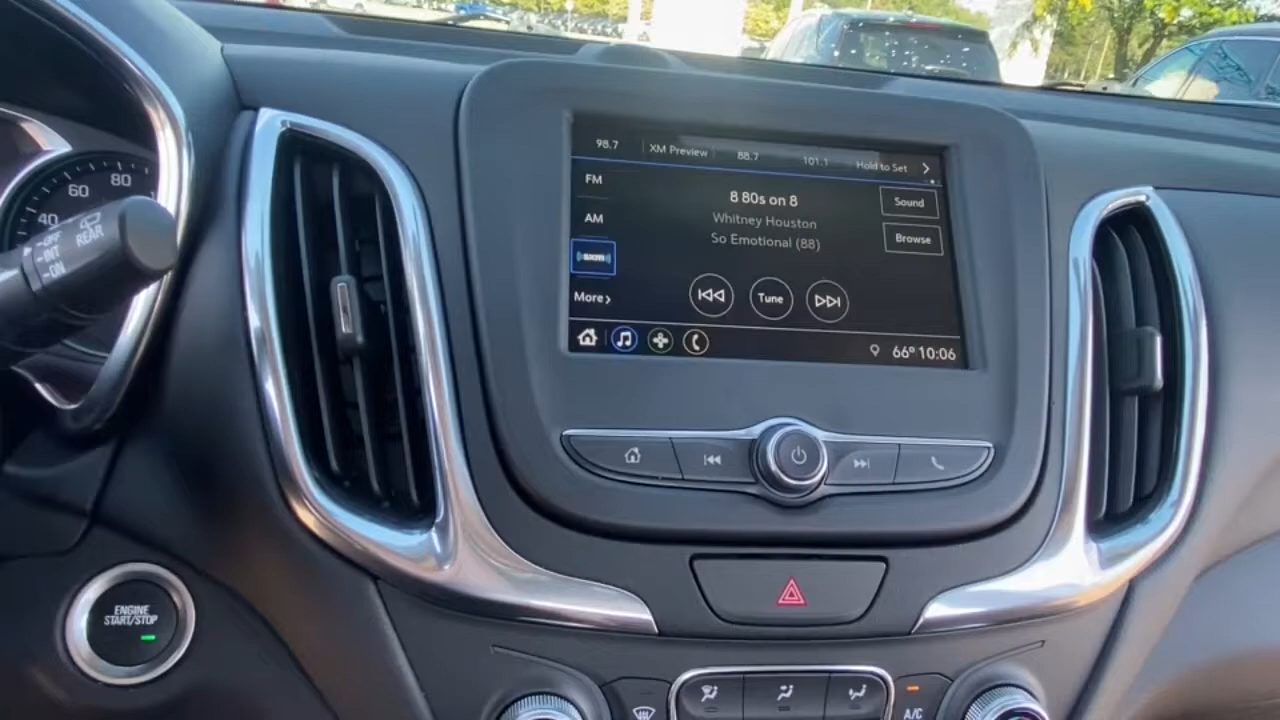 98.7 XM Preview 88.7 101.1 Hold to Set
FM
AM
sxm
More
8 80s on 8
Whitney Houston
So Emotional (88)
Sound
Browse
Tune
66° 10:06
40 60 80
OFF
INT
ON
REAR
ENGINE
START/STOP
A/C